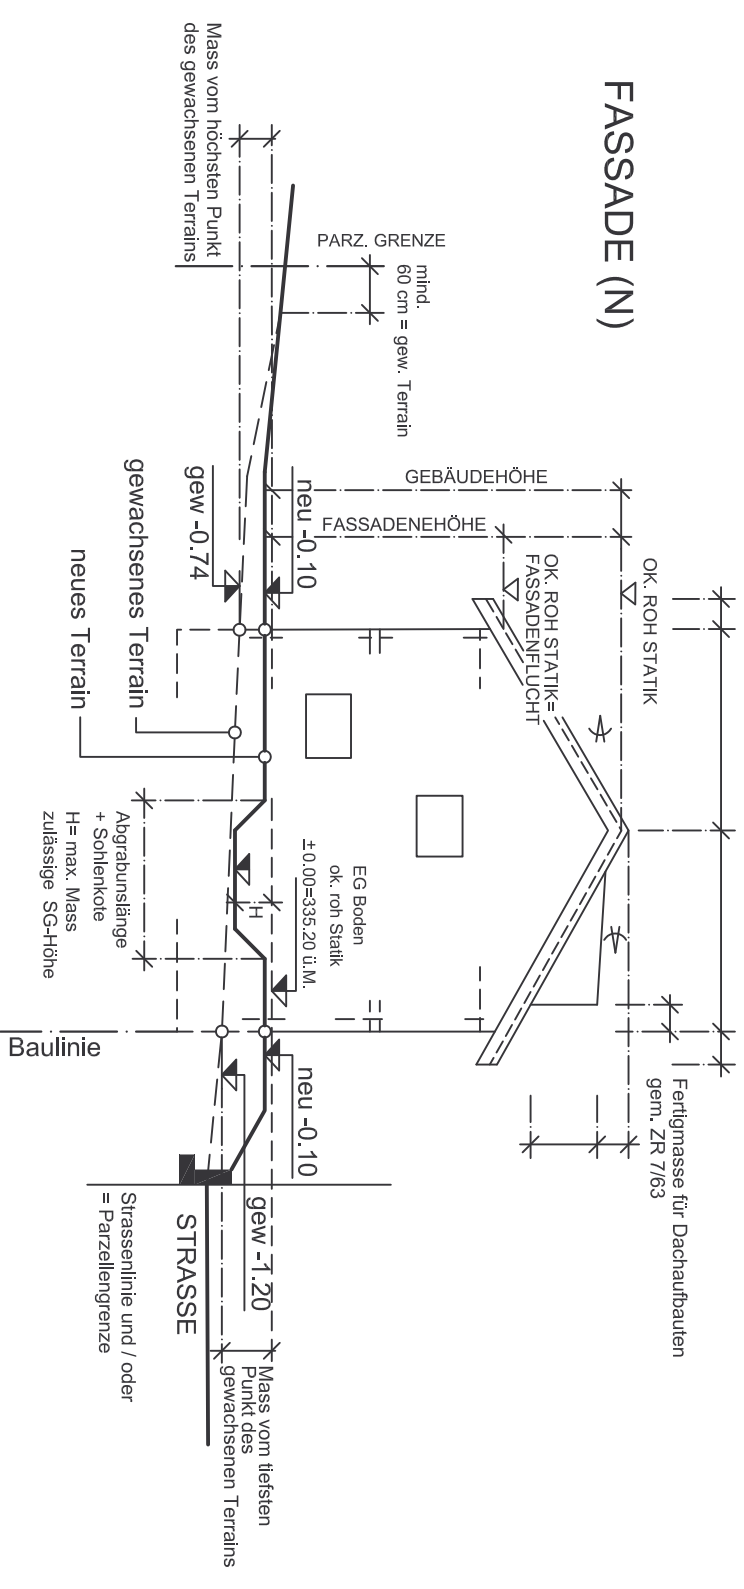 FASSADE (N)
OK. ROH STATIK
OK. ROH STATIK=
FASSADENFLUCHT
Fertigmasse für Dachaufbauten
gem. ZR 7/63
GEBÄUDEHÖHE
FASSADENEHÖHE
PARZ. GRENZE
mind.
60 cm = gew. Terrain
Mass vom höchsten Punkt
des gewachsenen Terrains
neu -0.10
gew -0.74
gewachsenes Terrain
neues Terrain
EG Boden
ok. roh Statik
±0.00=335.20 ü.M.
H
Abgrabunslänge
+ Sohlenkote
H= max. Mass
zulässige SG-Höhe
Baulinie
neu -0.10
gew -1.20
STRASSE
Strassenlinie und / oder
= Parzellengrenze
Mass vom tiefsten
Punkt des
gewachsenen Terrains